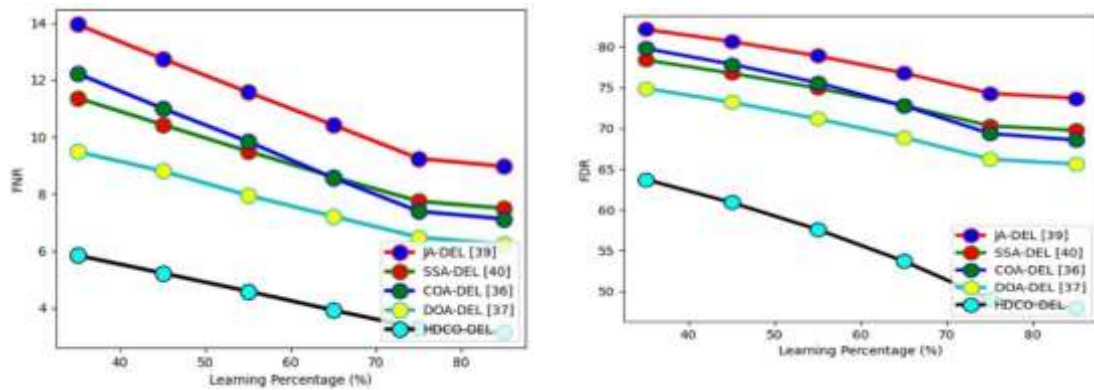 14
12
10
8
6
4
FNR
JA-DEL [39]
SSA-DEL [40]
COA-DEL [36]
DOA-DEL [37]
HDCO-DEL
40 50 60 70 80
Learning Percentage (%)
80
75
70
65
60
55
50
FDR
JA-DEL [39]
SSA-DEL [40]
COA-DEL [36]
DOA-DEL [37]
HDCO-DEL
40 50 60 70 80
Learning Percentage (%)